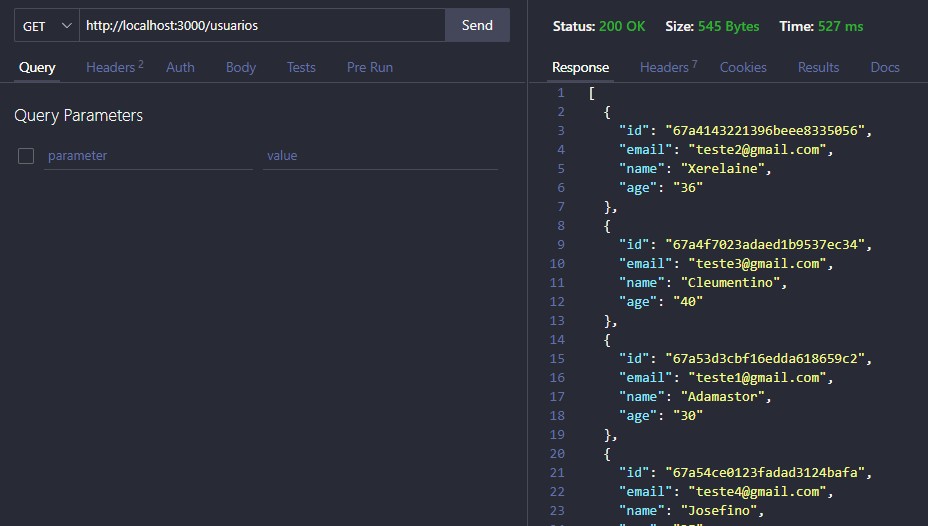 GET http://localhost:3000/usuarios Send
Query Headers 2 Auth Body Tests Pre Run
Query Parameters
parameter value
Status: 200 OK Size: 545 Bytes Time: 527 ms
Response Headers 7 Cookies Results Docs
1 [
2 {
3 "id": "67a4143221396beee8335056",
4 "email": "teste2@gmail.com",
5 "name": "Xerelaine",
6 "age": "36"
7 },
8 {
9 "id": "67a4f7023adaed1b9537ec34",
10 "email": "teste3@gmail.com",
11 "name": "Cleumentino",
12 "age": "40"
13 },
14 {
15 "id": "67a53d3cbf16edda618659c2",
16 "email": "teste1@gmail.com",
17 "name": "Adamastor",
18 "age": "30"
19 },
20 {
21 "id": "67a54ce0123fadad3124bafa",
22 "email": "teste4@gmail.com",
23 "name": "Josefino",